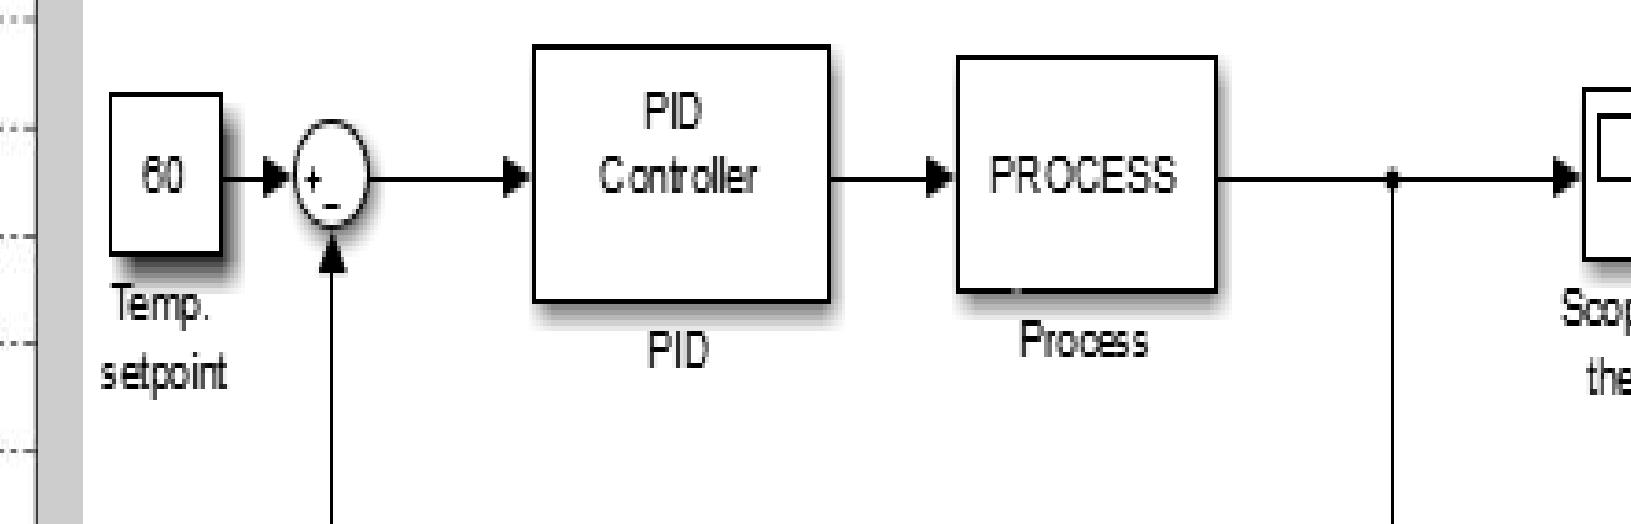 60
+
−
Temp.
setpoint
PID
Controller
PID
PROCESS
Process